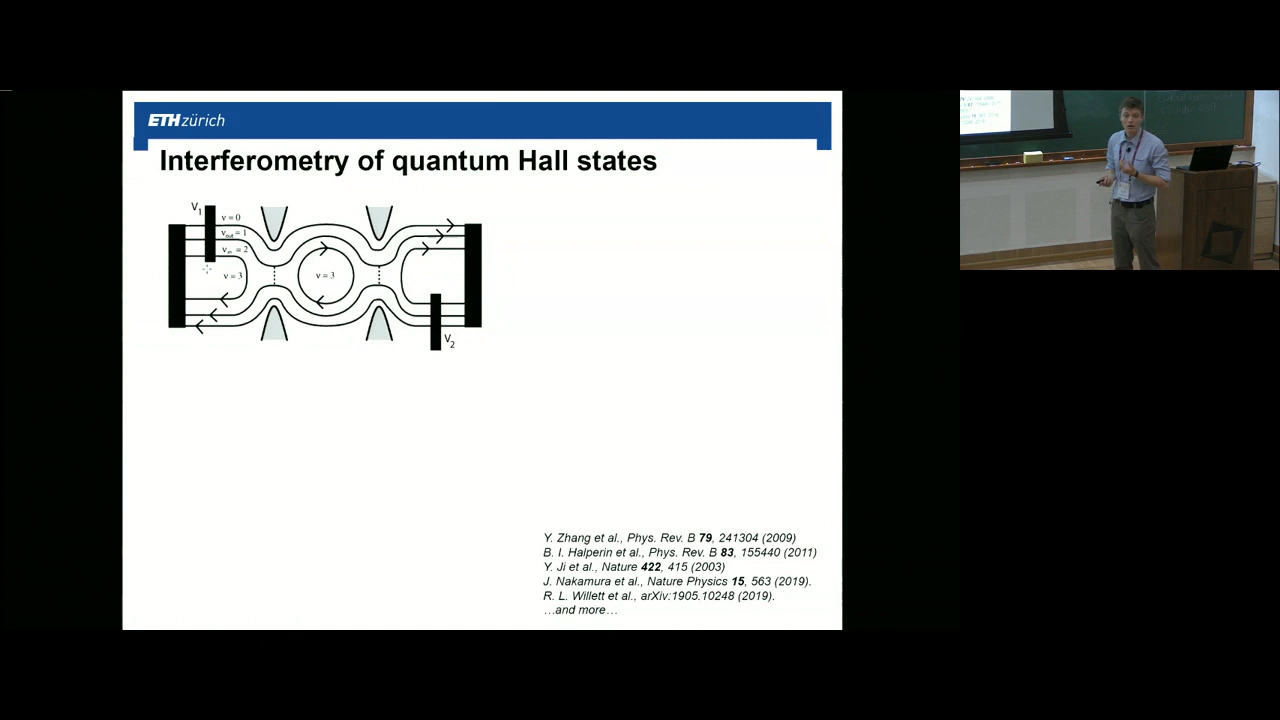 ETH zürich
Interferometry of quantum Hall states
V1
ν=0
νout = 1
νin = 2
ν = 3
ν = 3
V2
Y. Zhang et al., Phys. Rev. B 79, 241304 (2009)
B. I. Halperin et al., Phys. Rev. B 83, 155440 (2011)
Y. Ji et al., Nature 422, 415 (2003)
J. Nakamura et al., Nature Physics 15, 563 (2019).
R. L. Willett et al., arXiv:1905.10248 (2019).
…and more…